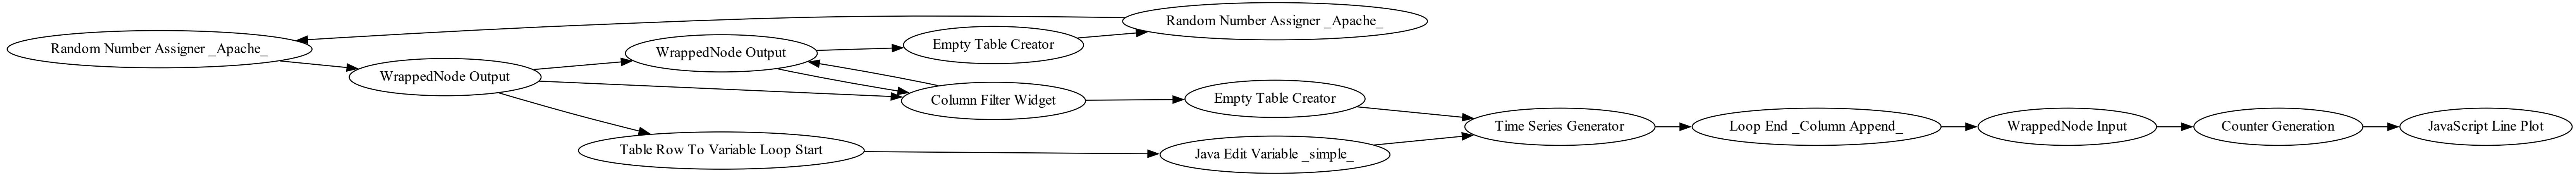 Random Number Assigner _Apache_
Random Number Assigner _Apache_
WrappedNode Output
WrappedNode Output
Empty Table Creator
Column Filter Widget
Table Row To Variable Loop Start
Empty Table Creator
Java Edit Variable _simple_
Time Series Generator
Loop End _Column Append_
WrappedNode Input
Counter Generation
JavaScript Line Plot